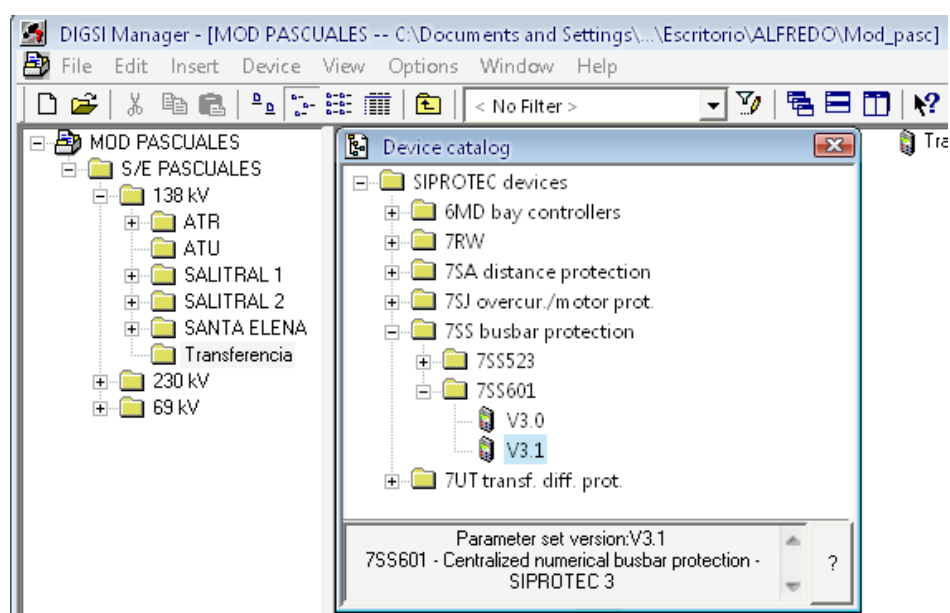 DIGSI Manager - [MOD PASCUALES -- C:\Documents and Settings\...\Escritorio\ALFREDO\Mod_pasc]
File Edit Insert Device View Options Window Help
< No Filter >
MOD PASCUALES
S/E PASCUALES
138 kV
ATR
ATU
SALITRAL 1
SALITRAL 2
SANTA ELENA
Transferencia
230 kV
69 kV
Device catalog
SIPROTEC devices
6MD bay controllers
7RW
7SA distance protection
7SJ overcur./motor prot.
7SS busbar protection
7SS523
7SS601
V3.0
V3.1
7UT transf. diff. prot.
Parameter set version:V3.1
7SS601 - Centralized numerical busbar protection -
SIPROTEC 3
?
Tra